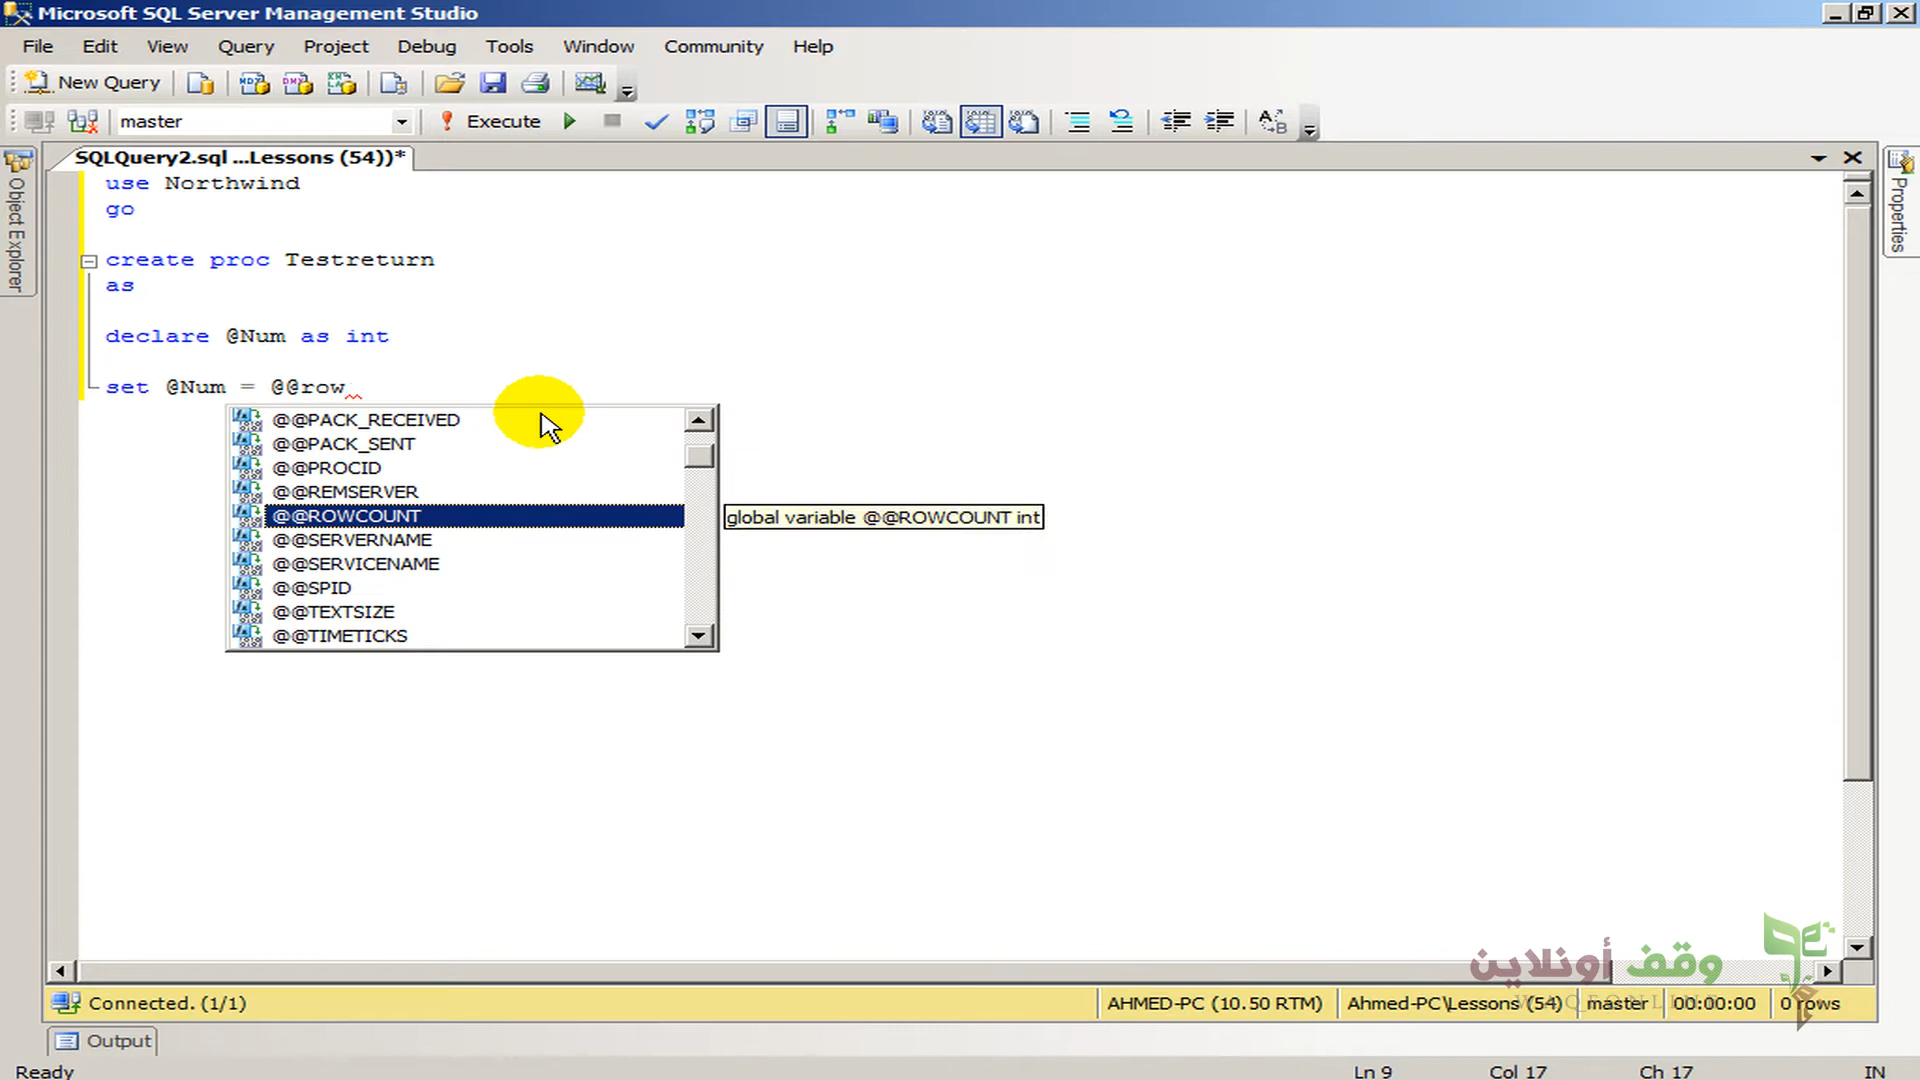 Microsoft SQL Server Management Studio
File Edit View Query Project Debug Tools Window Community Help
New Query
master Execute
SQLQuery2.sql ...Lessons (54))*
Object Explorer
Properties
use Northwind
go
create proc Testreturn
as
declare @Num as int
set @Num = @@row
@@PACK_RECEIVED
@@PACK_SENT
@@PROCID
@@REMSERVER
@@ROWCOUNT
global variable @@ROWCOUNT int
@@SERVERNAME
@@SERVICENAME
@@SPID
@@TEXTSIZE
@@TIMETICKS
وقف أونلاين
WAQFONLINE
Connected. (1/1) AHMED-PC (10.50 RTM) Ahmed-PC\Lessons (54) master 00:00:00 0 rows
Output
Ready Ln 9 Col 17 Ch 17 IN